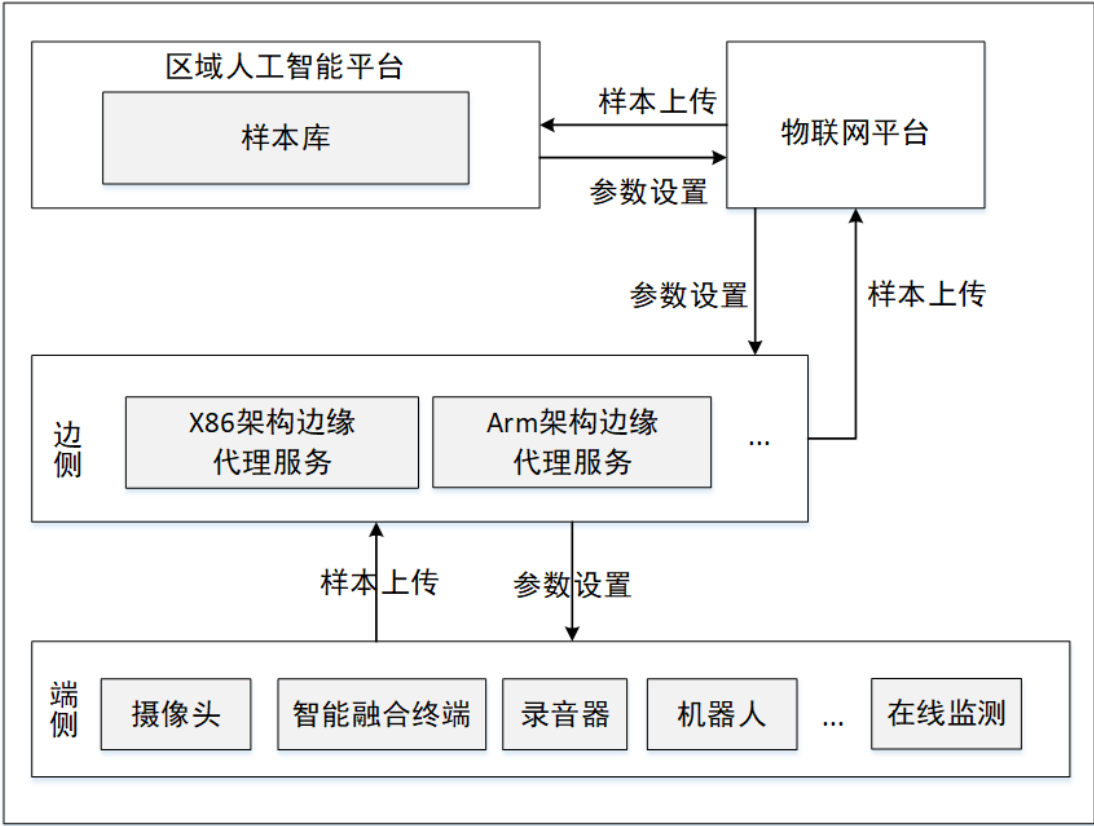 区域人工智能平台
样本库
样本上传
参数设置
物联网平台
参数设置
样本上传
边
侧
X86架构边缘
代理服务
Arm架构边缘
代理服务
...
样本上传
参数设置
端
侧
摄像头
智能融合终端
录音器
机器人
...
在线监测